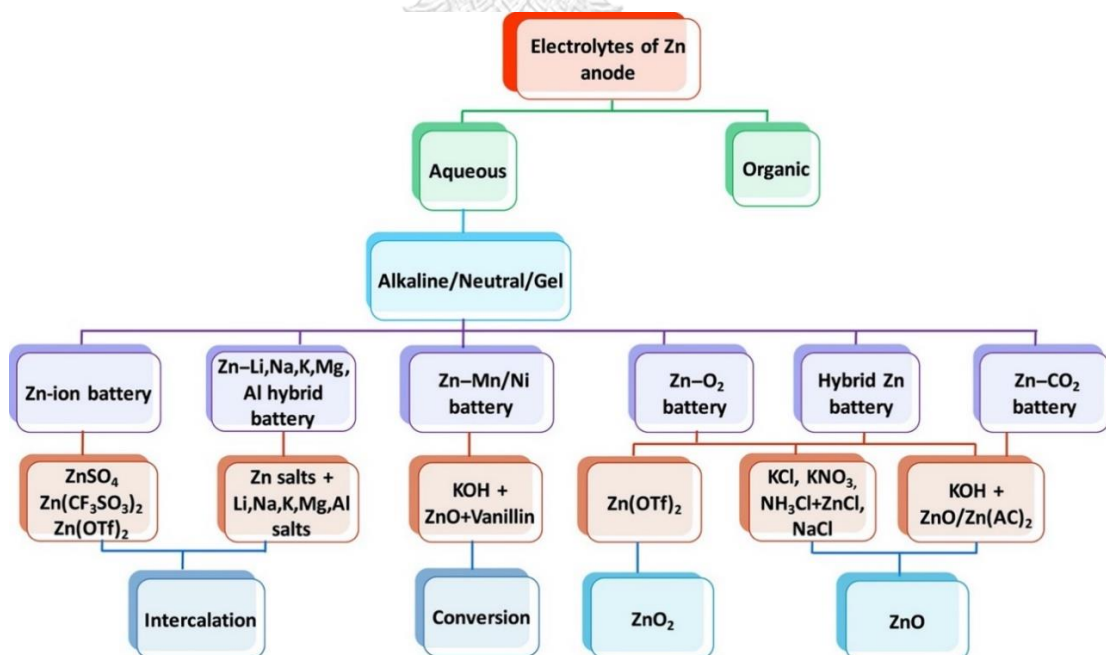 Electrolytes of Zn
anode
Aqueous
Organic
Alkaline/Neutral/Gel
Zn-ion battery
Zn–Li,Na,K,Mg,
Al hybrid
battery
Zn–Mn/Ni
battery
Zn–O₂
battery
Hybrid Zn
battery
Zn–CO₂
battery
ZnSO₄
Zn(CF₃SO₃)₂
Zn(OTf)₂
Zn salts +
Li,Na,K,Mg,Al
salts
KOH +
ZnO+Vanillin
Zn(OTf)₂
KCl, KNO₃,
NH₃Cl+ZnCl,
NaCl
KOH +
ZnO/Zn(AC)₂
Intercalation
Conversion
ZnO₂
ZnO